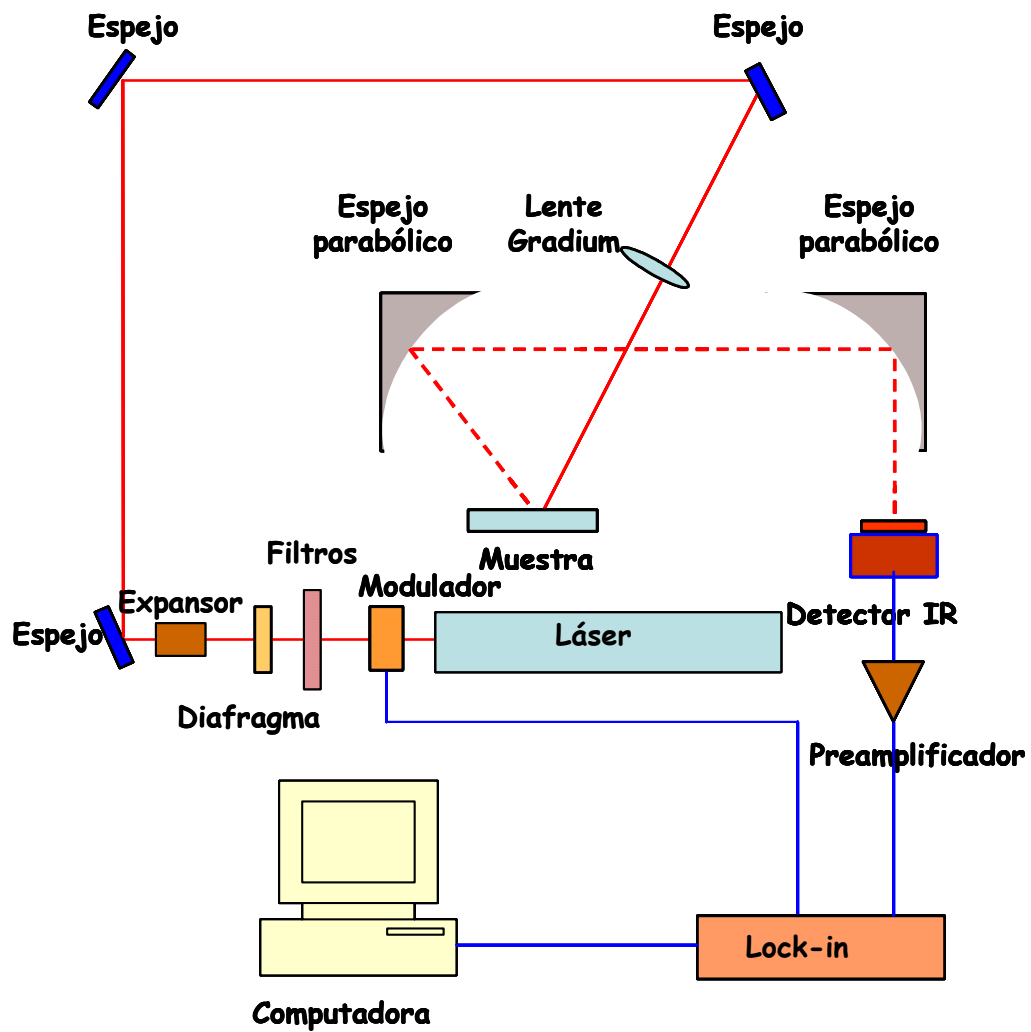 Espejo
Espejo
Espejo
parabólico
Lente
Gradium
Espejo
parabólico
Muestra
Filtros
Modulador
Expansor
Espejo
Láser
Detector IR
Diafragma
Preamplificador
Lock-in
Computadora